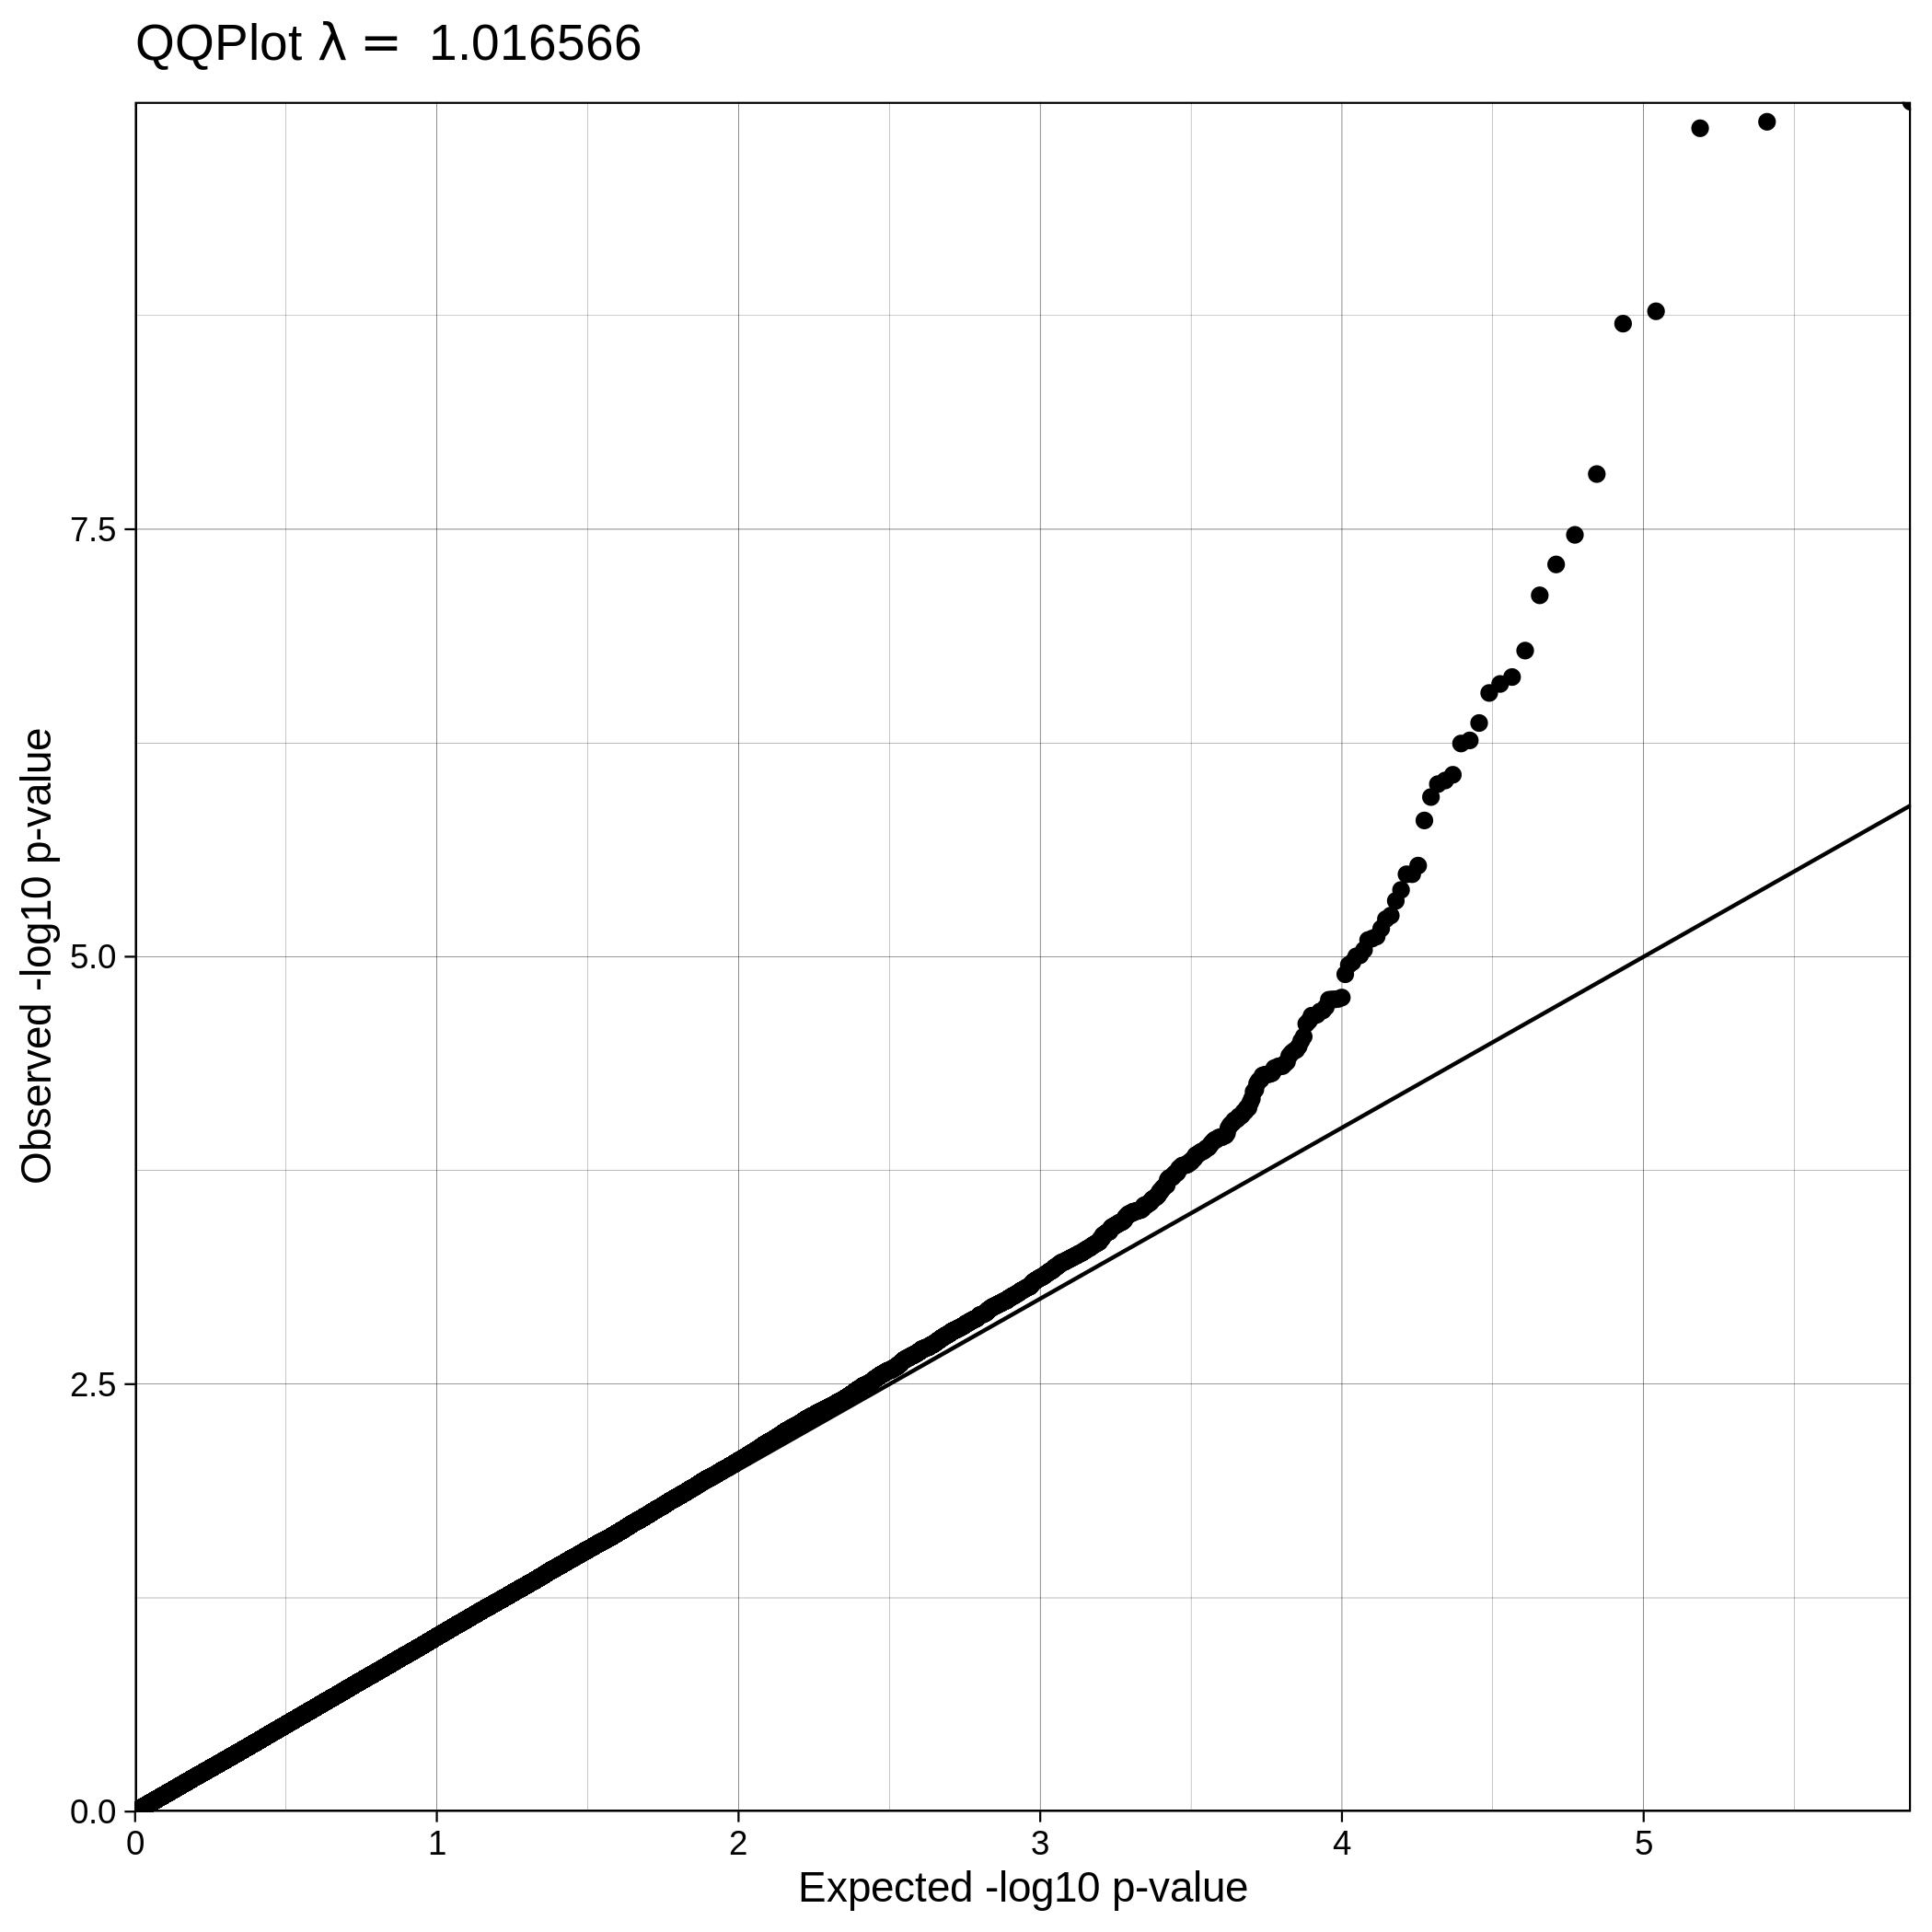 QQPlot λ = 1.016566
Observed -log10 p-value
7.5
5.0
2.5
0.0
0 1 2 3 4 5
Expected -log10 p-value